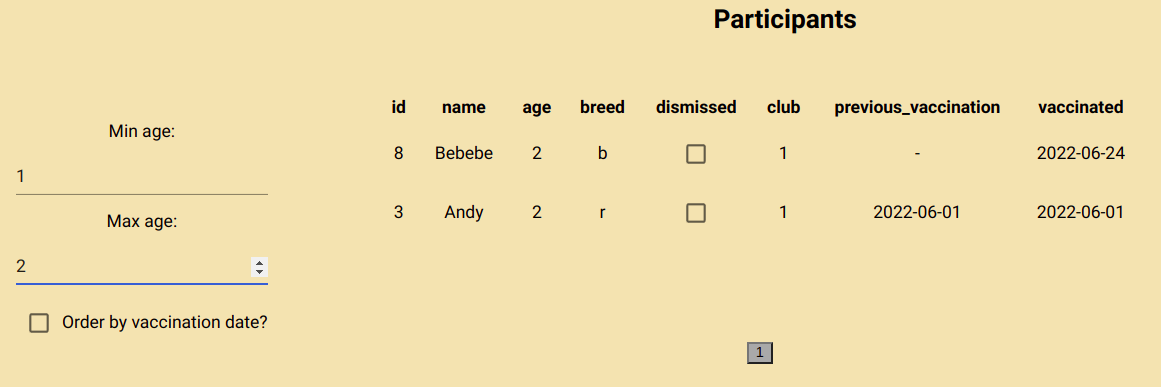 Participants
Min age:
1
Max age:
2
Order by vaccination date?
id name age breed dismissed club previous_vaccination vaccinated
8 Bebebe 2 b 1 - 2022-06-24
3 Andy 2 r 1 2022-06-01 2022-06-01
1